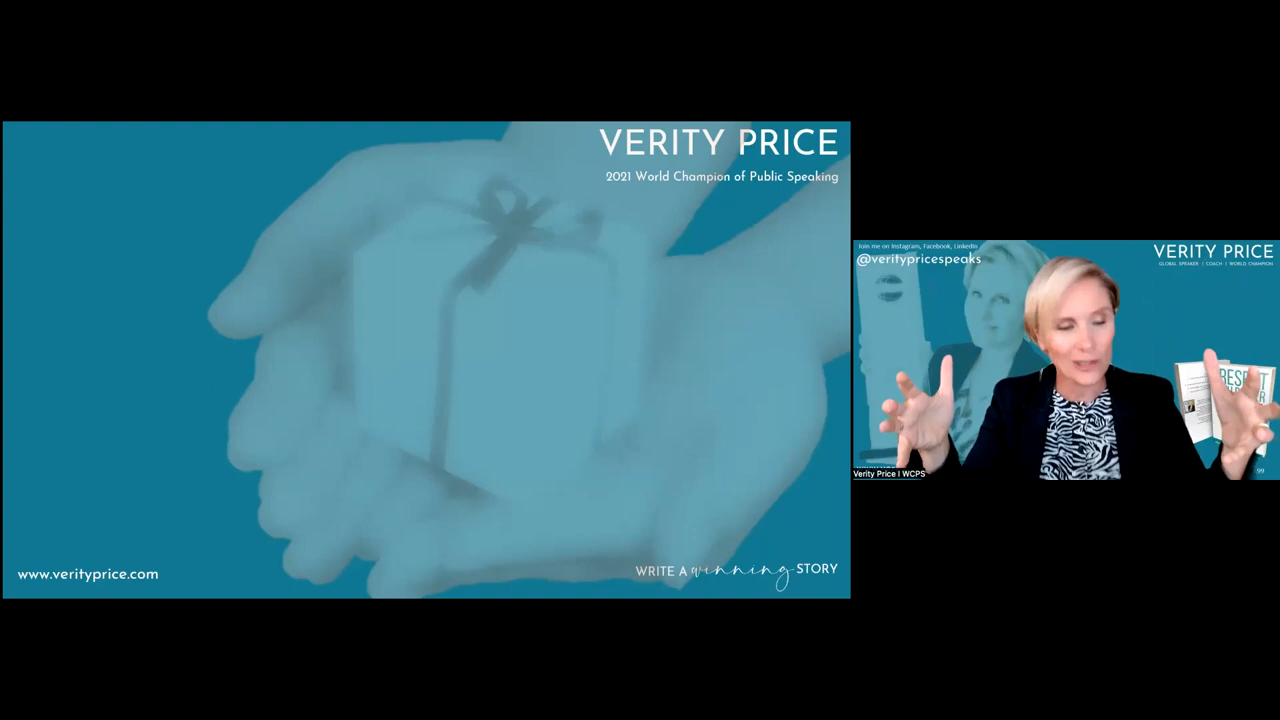 VERITY PRICE
2021 World Champion of Public Speaking
www.verityprice.com
WRITE A winning STORY
Join me on Instagram, Facebook, LinkedIn
@veritypricespeaks
VERITY PRICE
GLOBAL SPEAKER | COACH | WORLD CHAMPION
Verity Price I WCPS
99